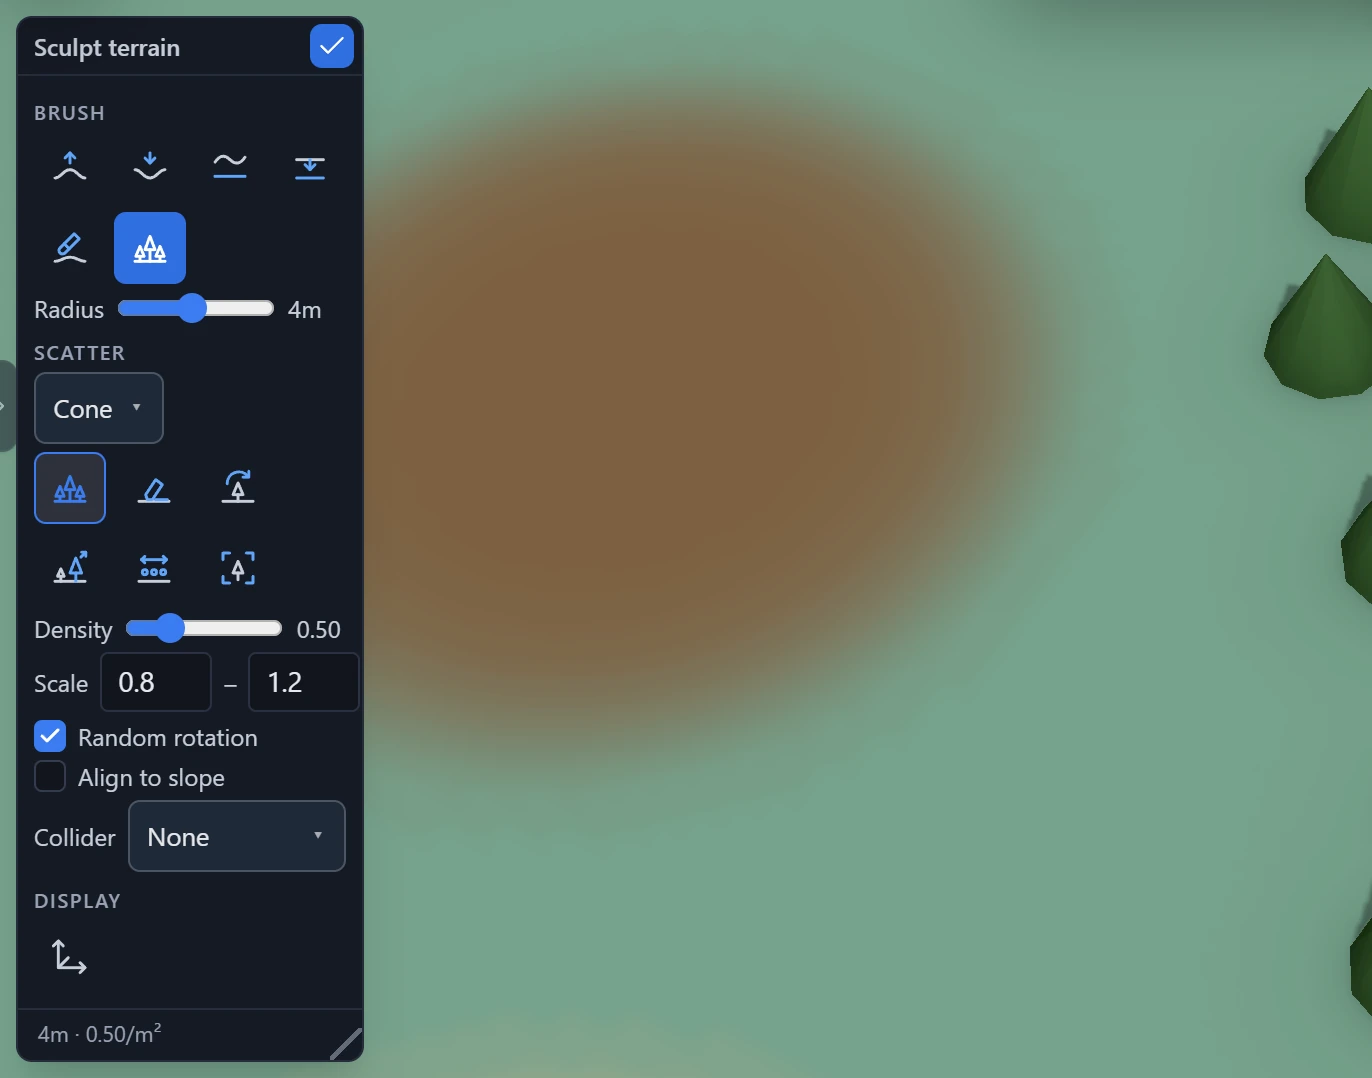 Sculpt terrain
BRUSH
Radius 4m
SCATTER
Cone
Density 0.50
Scale 0.8 – 1.2
Random rotation
Align to slope
Collider None
DISPLAY
4m · 0.50/m²